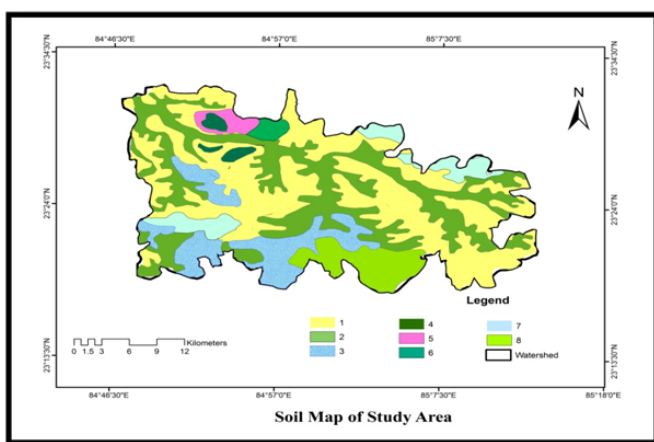 84°46'30"E 84°57'0"E 85°7'30"E
23°34'30"N 23°34'30"N
N
23°24'0"N 23°24'0"N
Legend
1 4 7
2 5 8
3 6 Watershed
Kilometers
0 1.5 3 6 9 12
23°13'30"N 23°13'30"N
84°46'30"E 84°57'0"E 85°7'30"E 85°18'0"E
Soil Map of Study Area